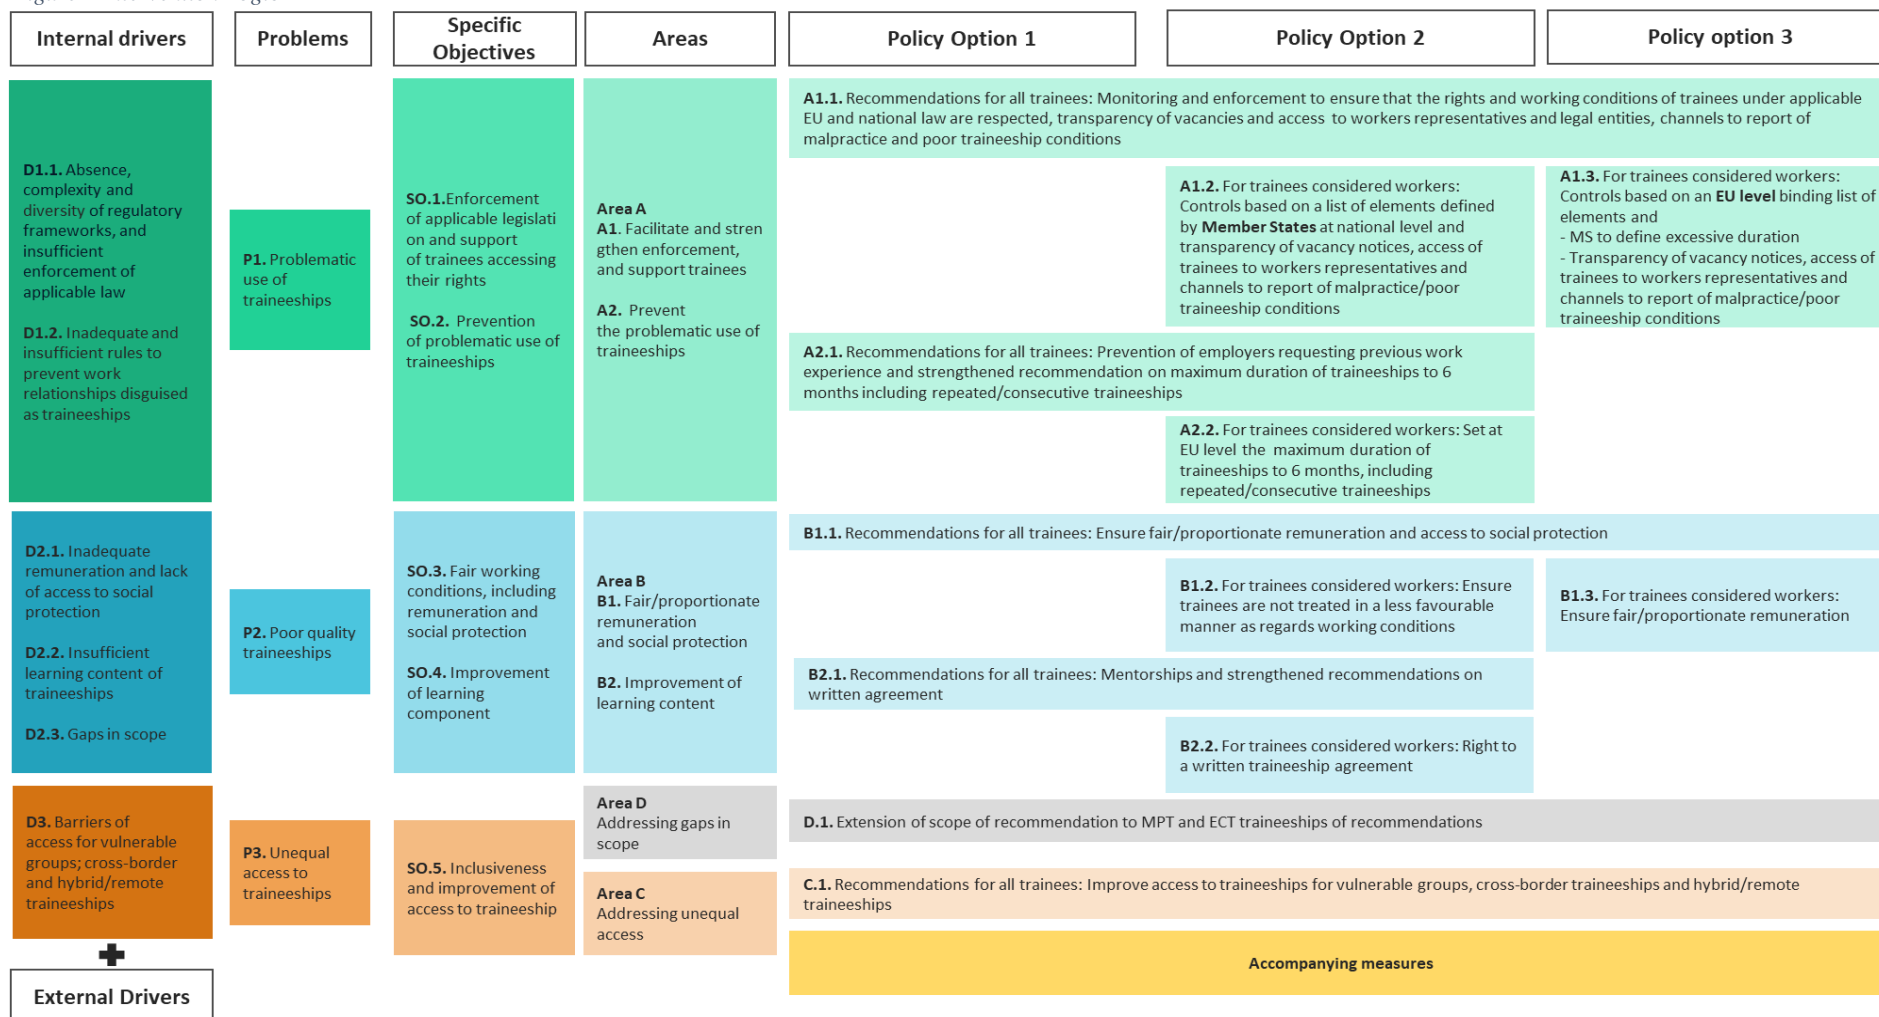 Internal drivers
Problems
Specific
Objectives
Areas
Policy Option 1
Policy Option 2
Policy option 3
D1.1. Absence,
complexity and
diversity of regulatory
frameworks, and
insufficient
enforcement of
applicable law
D1.2. Inadequate and
insufficient rules to
prevent work
relationships disguised
as traineeships
P1. Problematic
use of
traineeships
SO.1.Enforcement
of applicable legislati
on and support
of trainees accessing
their rights
SO.2. Prevention
of problematic use of
traineeships
Area A
A1. Facilitate and stren
gthen enforcement,
and support trainees
A2. Prevent
the problematic use of
traineeships
A1.1. Recommendations for all trainees: Monitoring and enforcement to ensure that the rights and working conditions of trainees under applicable
EU and national law are respected, transparency of vacancies and access to workers representatives and legal entities, channels to report of
malpractice and poor traineeship conditions
A1.2. For trainees considered workers:
Controls based on a list of elements defined
by Member States at national level and
transparency of vacancy notices, access of
trainees to workers representatives and
channels to report of malpractice/poor
traineeship conditions
A1.3. For trainees considered workers:
Controls based on an EU level binding list of
elements and
- MS to define excessive duration
- Transparency of vacancy notices, access of
trainees to workers representatives and
channels to report of malpractice/poor
traineeship conditions
A2.1. Recommendations for all trainees: Prevention of employers requesting previous work
experience and strengthened recommendation on maximum duration of traineeships to 6
months including repeated/consecutive traineeships
A2.2. For trainees considered workers: Set at
EU level the maximum duration of
traineeships to 6 months, including
repeated/consecutive traineeships
D2.1. Inadequate
remuneration and lack
of access to social
protection
D2.2. Insufficient
learning content of
traineeships
D2.3. Gaps in scope
P2. Poor quality
traineeships
SO.3. Fair working
conditions, including
remuneration and
social protection
SO.4. Improvement
of learning
component
Area B
B1. Fair/proportionate
remuneration
and social protection
B2. Improvement of
learning content
B1.1. Recommendations for all trainees: Ensure fair/proportionate remuneration and access to social protection
B1.2. For trainees considered workers: Ensure
trainees are not treated in a less favourable
manner as regards working conditions
B1.3. For trainees considered workers:
Ensure fair/proportionate remuneration
B2.1. Recommendations for all trainees: Mentorships and strengthened recommendations on
written agreement
B2.2. For trainees considered workers: Right to
a written traineeship agreement
D3. Barriers of
access for vulnerable
groups; cross-border
and hybrid/remote
traineeships
P3. Unequal
access to
traineeships
SO.5. Inclusiveness
and improvement of
access to traineeship
Area D
Addressing gaps in
scope
Area C
Addressing unequal
access
D.1. Extension of scope of recommendation to MPT and ECT traineeships of recommendations
C.1. Recommendations for all trainees: Improve access to traineeships for vulnerable groups, cross-border traineeships and hybrid/remote
traineeships
Accompanying measures
External Drivers